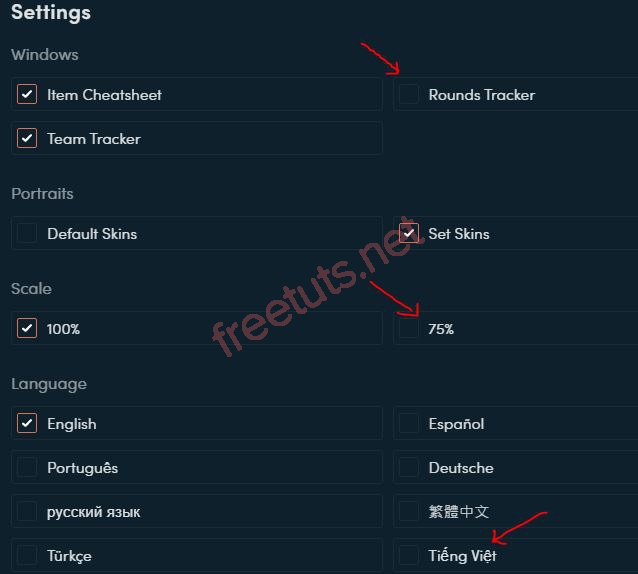 Settings
Windows
Item Cheatsheet
Rounds Tracker
Team Tracker
Portraits
Default Skins
Set Skins
freetuts.net
Scale
100%
75%
Language
English
Español
Português
Deutsche
русский язык
繁體中文
Türkçe
Tiếng Việt